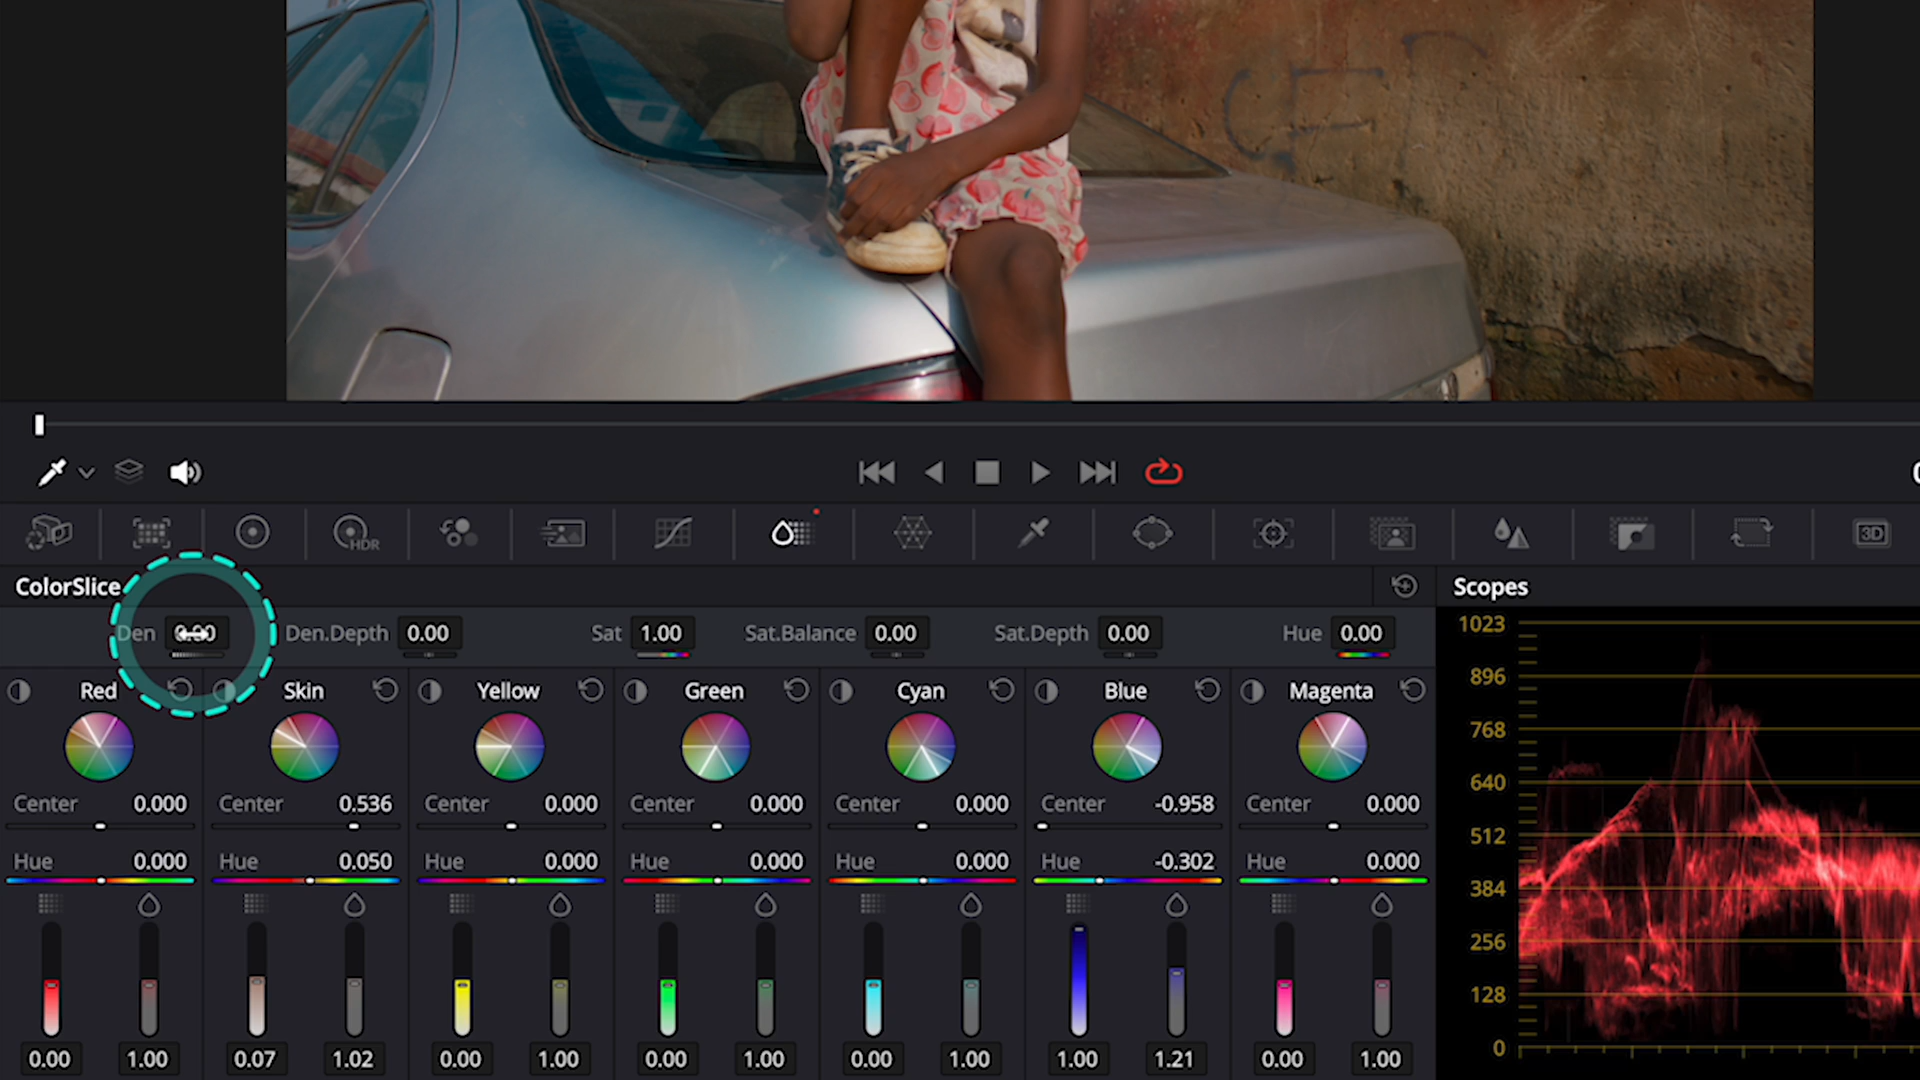 HDR
3D
ColorSlice
Scopes
Den 0.00 Den.Depth 0.00 Sat 1.00 Sat.Balance 0.00 Sat.Depth 0.00 Hue 0.00
Red Skin Yellow Green Cyan Blue Magenta
Center 0.000 Center 0.536 Center 0.000 Center 0.000 Center 0.000 Center -0.958 Center 0.000
Hue 0.000 Hue 0.050 Hue 0.000 Hue 0.000 Hue 0.000 Hue -0.302 Hue 0.000
0.00 1.00 0.07 1.02 0.00 1.00 0.00 1.00 0.00 1.00 1.00 1.21 0.00 1.00
1023
896
768
640
512
384
256
128
0